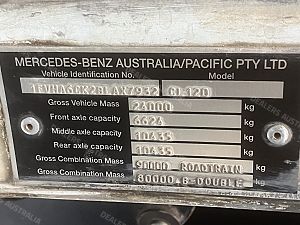 MERCEDES-BENZ AUSTRALIA/PACIFIC PTY LTD
Vehicle Identification No. Model
CL120
Gross Vehicle Mass 24000 kg
Front axle capacity 6624 kg
Middle axle capacity 10435 kg
Rear axle capacity 10435 kg
Gross Combination Mass 90000 ROADTRAIN kg
Gross Combination Mass 80000 B-DOUBLE kg